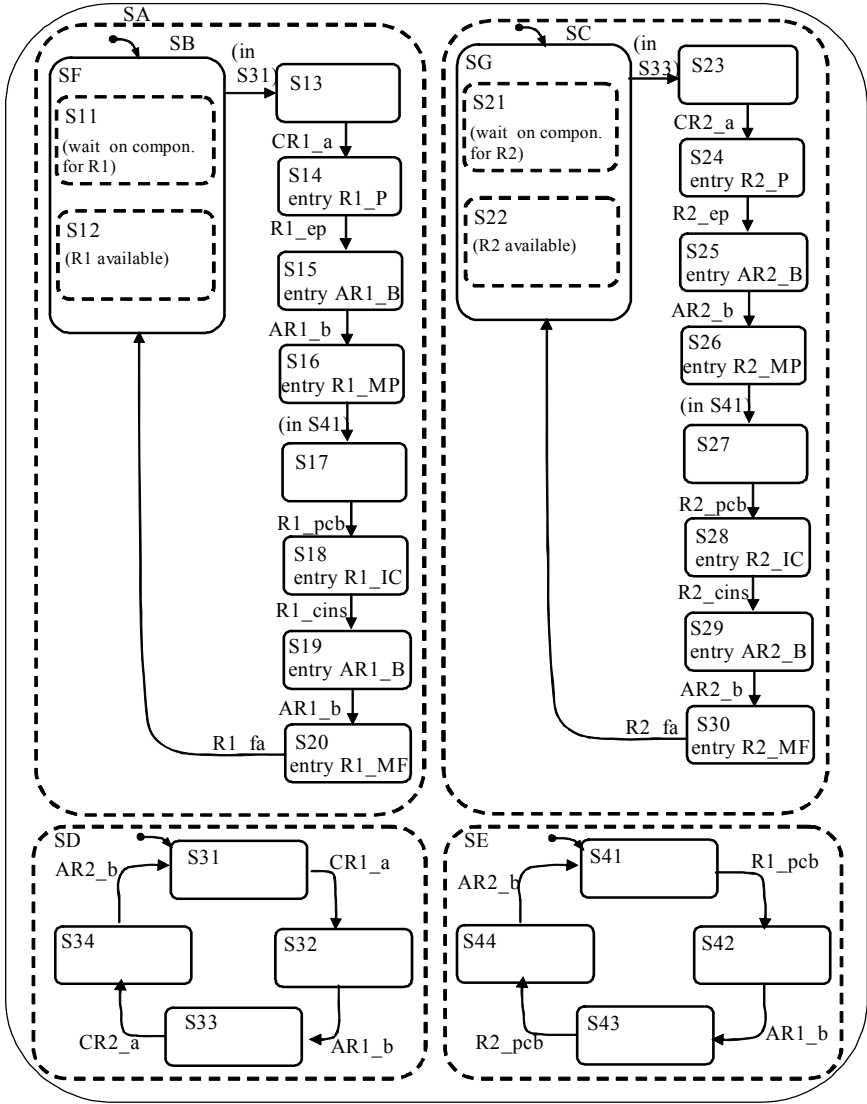 SA
SB
(in
S31)
SF
S11
(wait on compon.
for R1)
S12
(R1 available)
S13
CR1_a
S14
entry R1_P
R1_ep
S15
entry AR1_B
AR1_b
S16
entry R1_MP
(in S41)
S17
R1_pcb
S18
entry R1_IC
R1_cins
S19
entry AR1_B
AR1_b
S20
entry R1_MF
R1_fa
SC
(in
S33)
SG
S21
(wait on compon.
for R2)
S22
(R2 available)
S23
CR2_a
S24
entry R2_P
R2_ep
S25
entry AR2_B
AR2_b
S26
entry R2_MP
(in S41)
S27
R2_pcb
S28
entry R2_IC
R2_cins
S29
entry AR2_B
AR2_b
S30
entry R2_MF
R2_fa
SD
S31
CR1_a
AR2_b
S34
S32
S33
CR2_a
AR1_b
SE
S41
R1_pcb
AR2_b
S44
S42
S43
R2_pcb
AR1_b